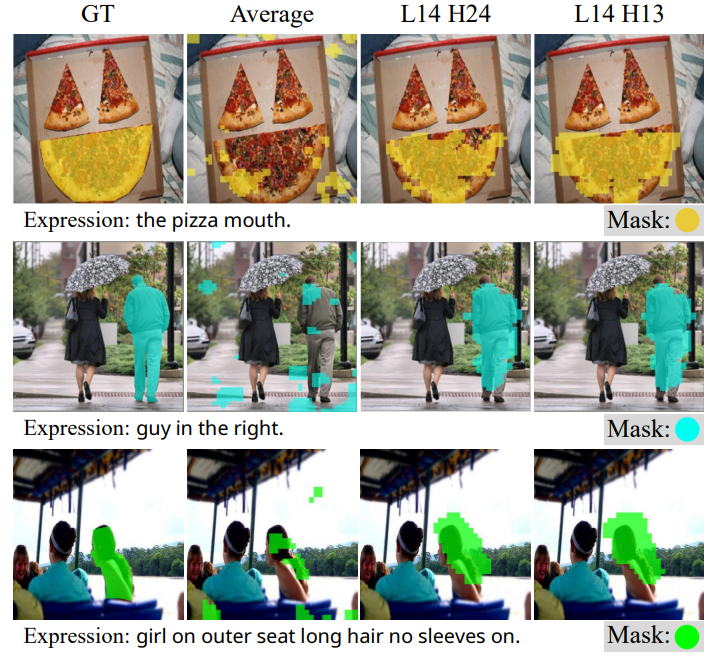 GT Average L14 H24 L14 H13
Expression: the pizza mouth. Mask:
Expression: guy in the right. Mask:
Expression: girl on outer seat long hair no sleeves on. Mask: